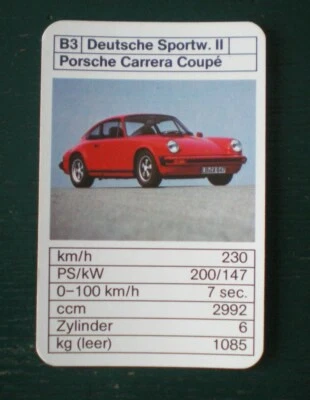 B3 Deutsche Sportw. II
Porsche Carrera Coupé
km/h 230
PS/kW 200/147
0–100 km/h 7 sec.
ccm 2992
Zylinder 6
kg (leer) 1085